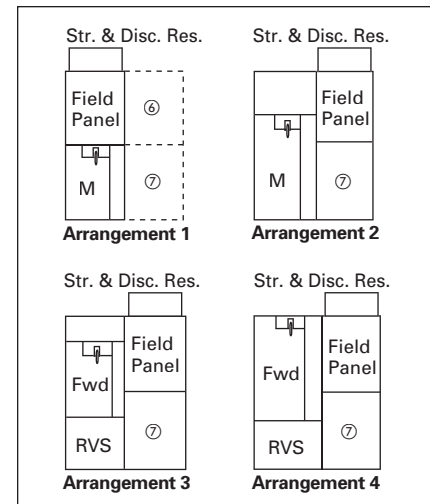 Str. & Disc. Res.
Field
Panel
⑥
M
⑦
Arrangement 1
Str. & Disc. Res.
Field
Panel
M
⑦
Arrangement 2
Str. & Disc. Res.
Field
Panel
Fwd
RVS
⑦
Arrangement 3
Str. & Disc. Res.
Field
Panel
Fwd
RVS
⑦
Arrangement 4